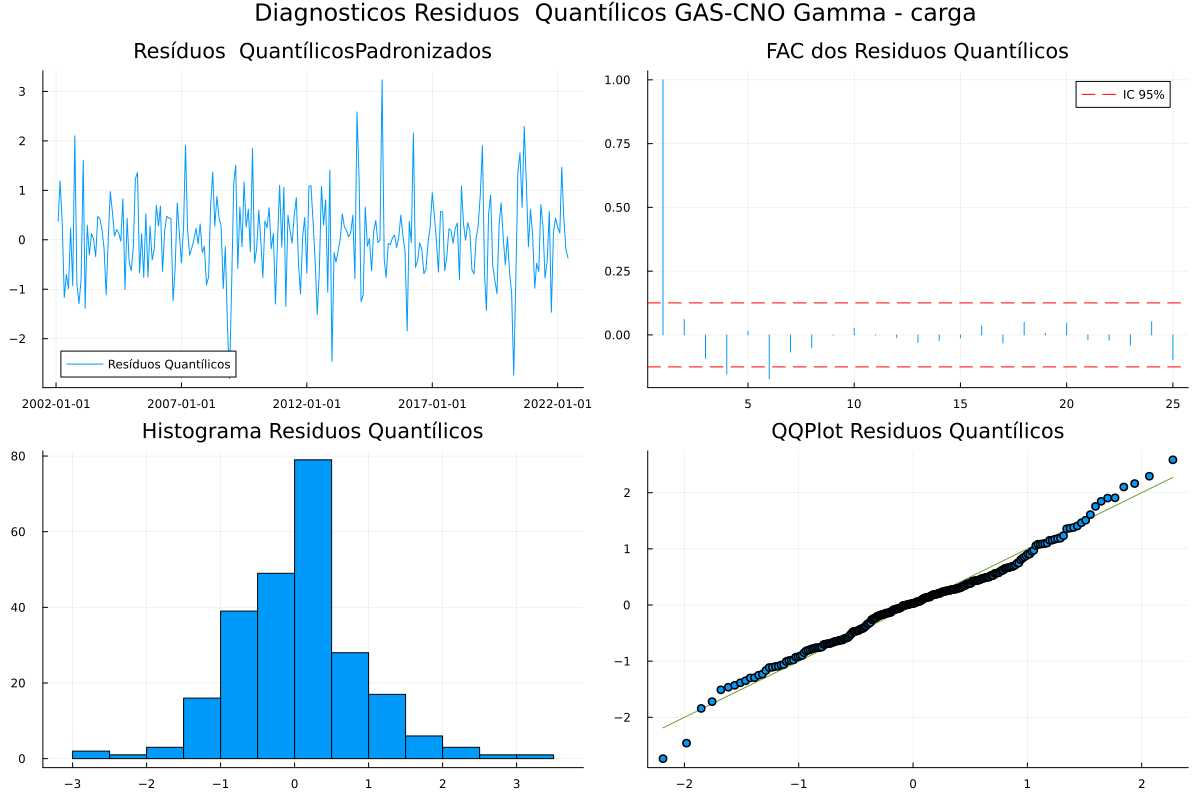 Diagnosticos Residuos  Quantílicos GAS-CNO Gamma - carga
Resíduos  QuantílicosPadronizados
3
2
1
0
−1
−2
Resíduos Quantílicos
2002-01-01 2007-01-01 2012-01-01 2017-01-01 2022-01-01
FAC dos Residuos Quantílicos
1.00
0.75
0.50
0.25
0.00
IC 95%
5 10 15 20 25
Histograma Residuos Quantílicos
80
60
40
20
0
−3 −2 −1 0 1 2 3
QQPlot Residuos Quantílicos
2
1
0
−1
−2
−2 −1 0 1 2